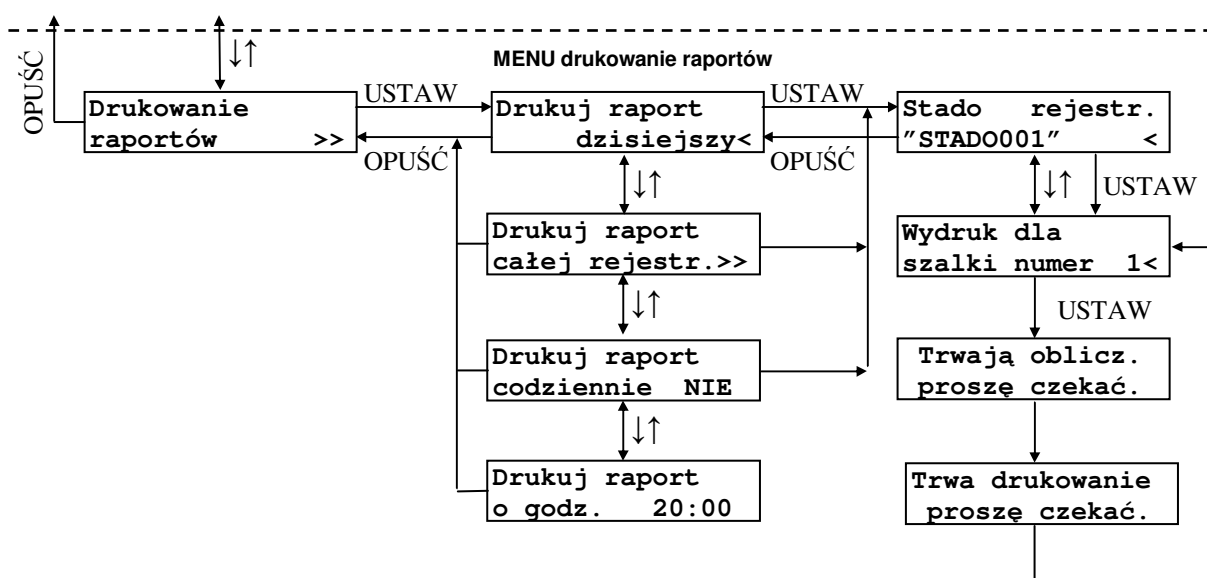 MENU drukowanie raportów
OPUŚĆ
↓↑
Drukowanie
raportów >>
USTAW
OPUŚĆ
Drukuj raport
dzisiejszy<
USTAW
OPUŚĆ
Stado rejestr.
"STADO001" <
↓↑
↓↑
USTAW
Drukuj raport
całej rejestr.>>
Wydruk dla
szalki numer 1<
↓↑
USTAW
Drukuj raport
codziennie NIE
Trwają oblicz.
proszę czekać.
↓↑
Drukuj raport
o godz. 20:00
Trwa drukowanie
proszę czekać.